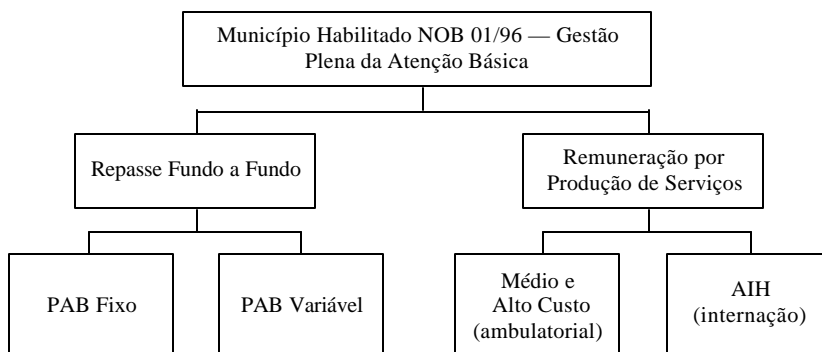 Município Habilitado NOB 01/96 — Gestão
Plena da Atenção Básica
Repasse Fundo a Fundo
Remuneração por
Produção de Serviços
PAB Fixo
PAB Variável
Médio e
Alto Custo
(ambulatorial)
AIH
(internação)